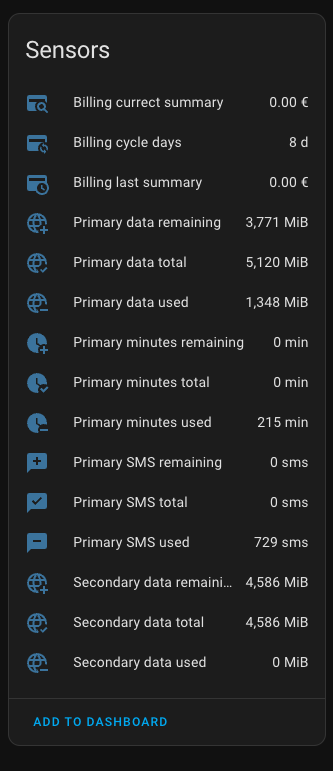 Sensors
Billing currect summary 0.00 €
Billing cycle days 8 d
Billing last summary 0.00 €
Primary data remaining 3,771 MiB
Primary data total 5,120 MiB
Primary data used 1,348 MiB
Primary minutes remaining 0 min
Primary minutes total 0 min
Primary minutes used 215 min
Primary SMS remaining 0 sms
Primary SMS total 0 sms
Primary SMS used 729 sms
Secondary data remaini... 4,586 MiB
Secondary data total 4,586 MiB
Secondary data used 0 MiB
ADD TO DASHBOARD